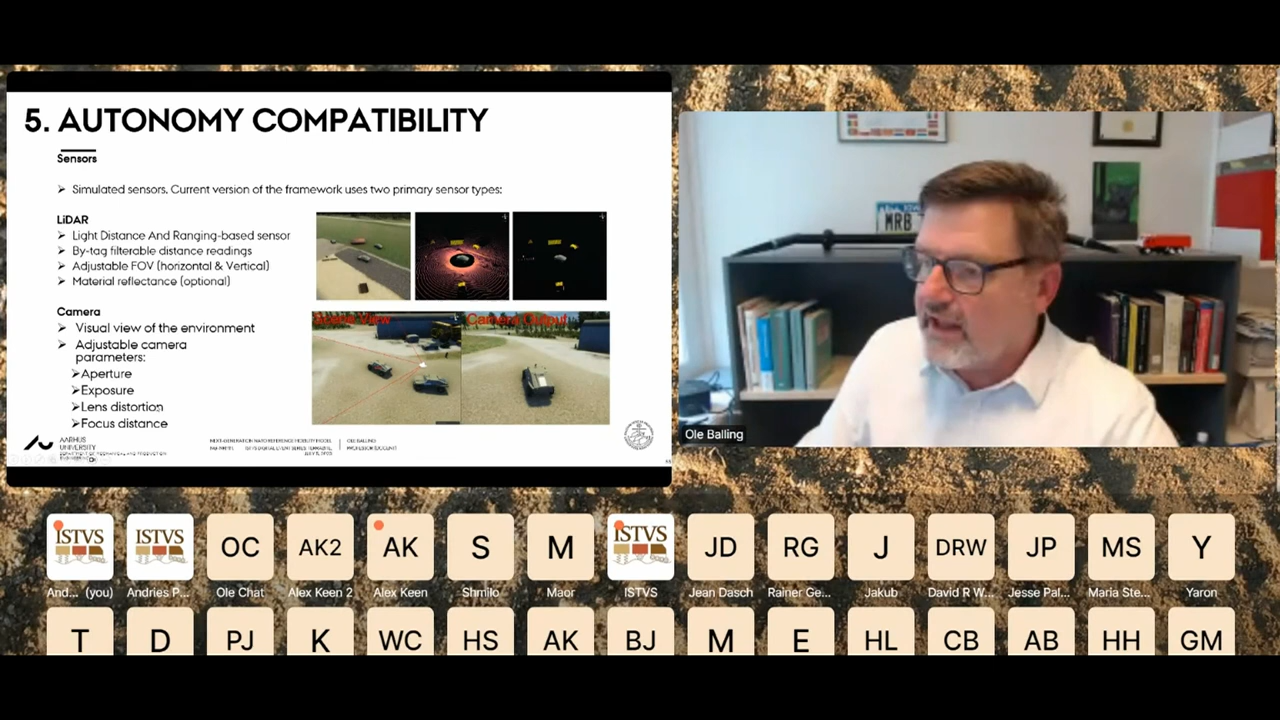 5. AUTONOMY COMPATIBILITY
Sensors
Simulated sensors. Current version of the framework uses two primary sensor types:
LiDAR
Light Distance And Ranging-based sensor
By-tag filterable distance readings
Adjustable FOV (horizontal & Vertical)
Material reflectance (optional)
Camera
Visual view of the environment
Adjustable camera
parameters:
Aperture
Exposure
Lens distortion
Focus distance
Scene View
Camera Output
AARHUS
UNIVERSITY
OLE BALLING
MRB
Ole Balling
ISTVS
ISTVS
OC
AK2
AK
S
M
ISTVS
JD
RG
J
DRW
JP
MS
Y
And... (you)
Andries P...
Ole Chat
Alex Keen 2
Alex Keen
Shmilo
Maor
ISTVS
Jean Dasch
Rainer Ge...
Jakub
David R W...
Jesse Pal...
Maria Ste...
Yaron
T
D
PJ
K
WC
HS
AK
BJ
M
E
HL
CB
AB
HH
GM